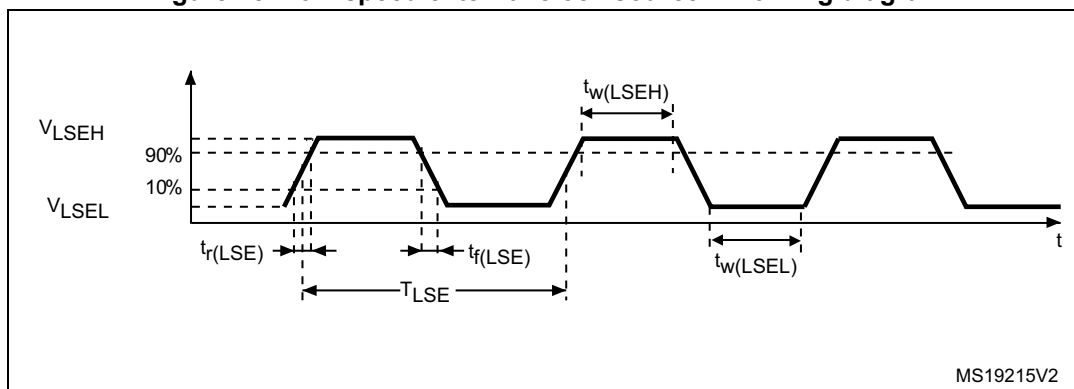 V_LSEH
90%
10%
V_LSEL
t_r(LSE)
t_f(LSE)
T_LSE
t_w(LSEH)
t_w(LSEL)
t
MS19215V2